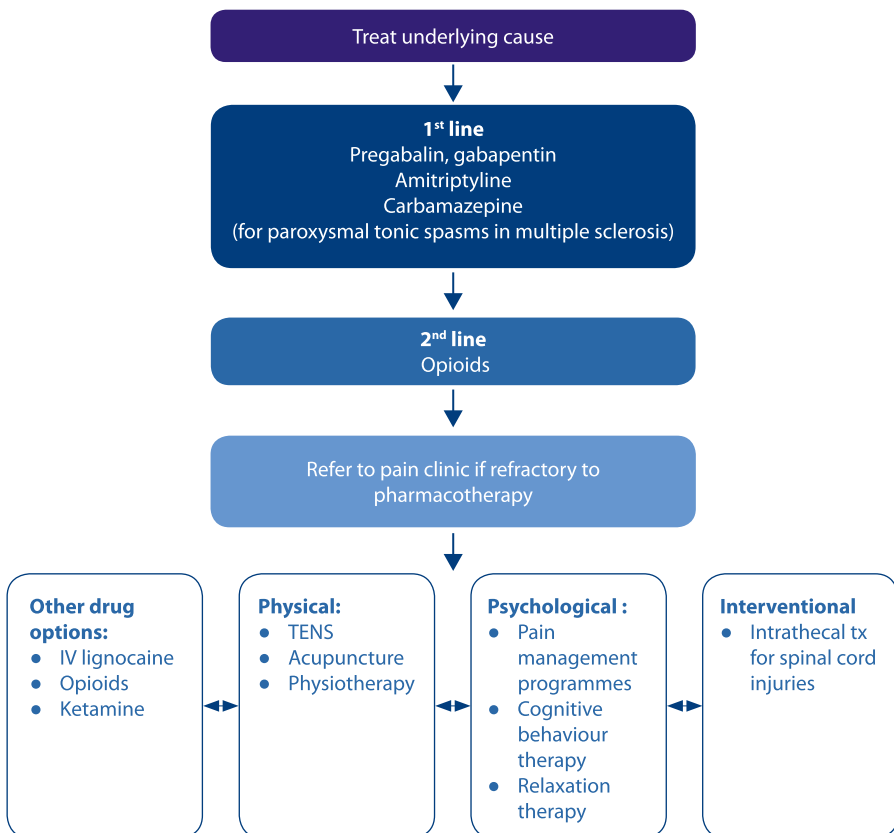 Treat underlying cause
1st line
Pregabalin, gabapentin
Amitriptyline
Carbamazepine
(for paroxysmal tonic spasms in multiple sclerosis)
2nd line
Opioids
Refer to pain clinic if refractory to
pharmacotherapy
Other drug
options:
● IV lignocaine
● Opioids
● Ketamine
Physical:
● TENS
● Acupuncture
● Physiotherapy
Psychological :
● Pain
management
programmes
● Cognitive
behaviour
therapy
● Relaxation
therapy
Interventional
● Intrathecal tx
for spinal cord
injuries